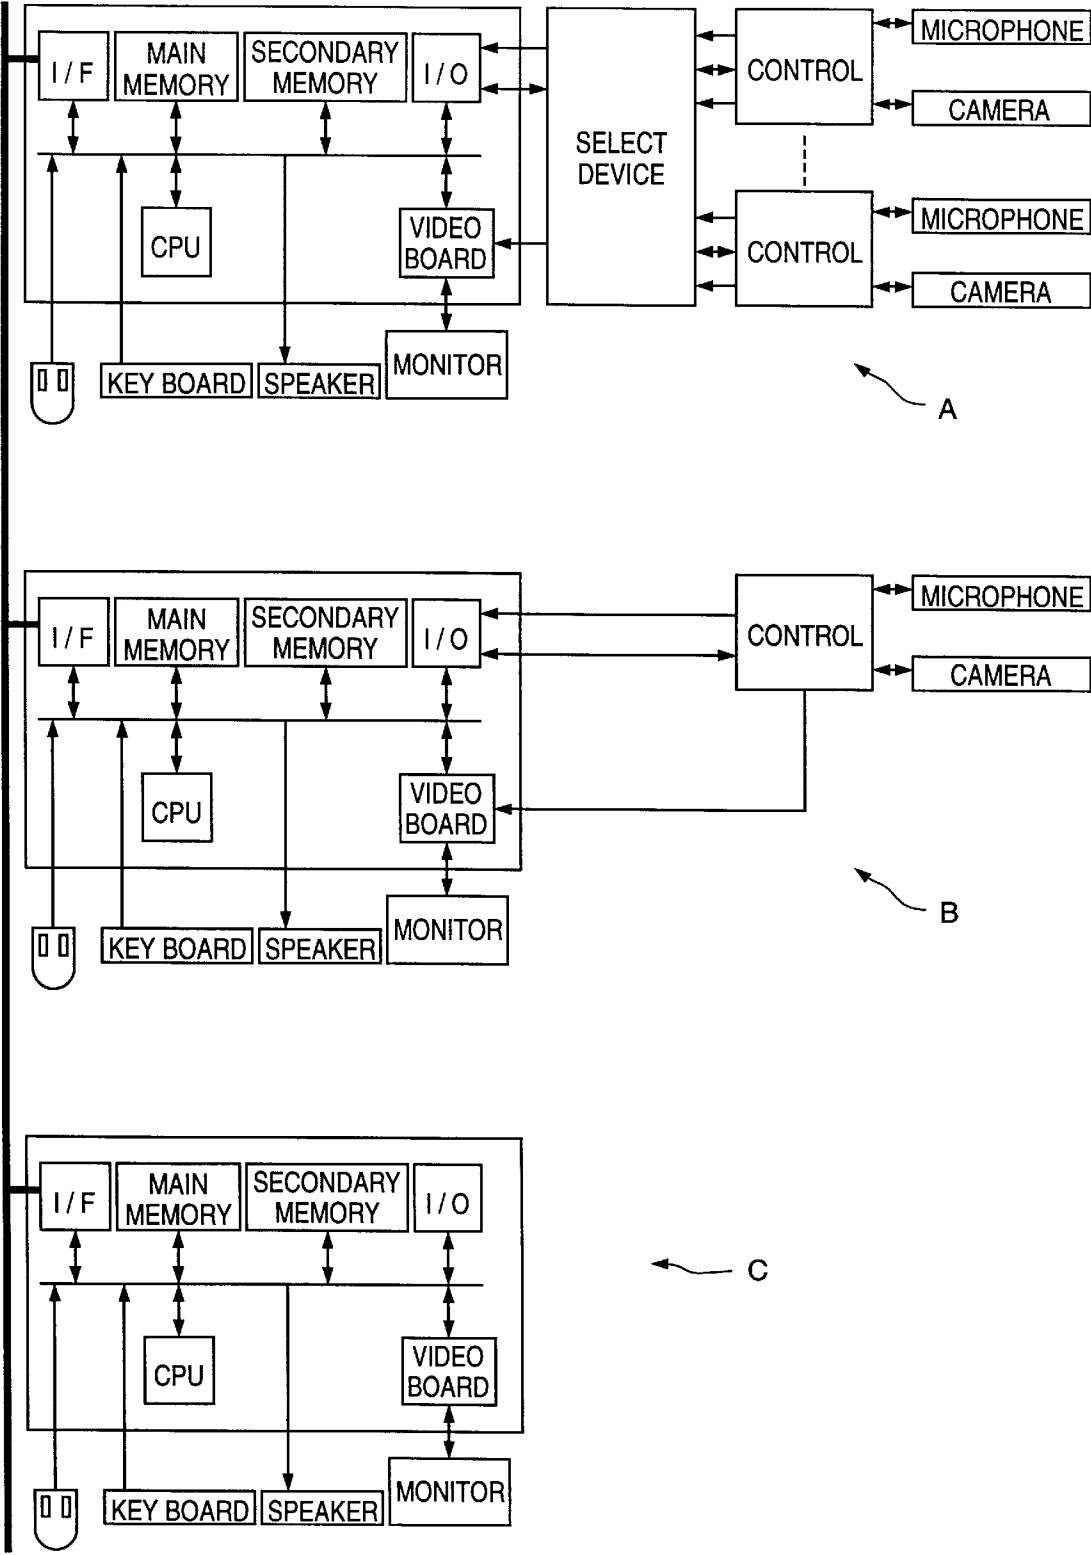 I / F
MAIN
MEMORY
SECONDARY
MEMORY
I / O
SELECT
DEVICE
CONTROL
MICROPHONE
CAMERA
CPU
VIDEO
BOARD
CONTROL
MICROPHONE
CAMERA
KEY BOARD
SPEAKER
MONITOR
A
I / F
MAIN
MEMORY
SECONDARY
MEMORY
I / O
CONTROL
MICROPHONE
CAMERA
CPU
VIDEO
BOARD
KEY BOARD
SPEAKER
MONITOR
B
I / F
MAIN
MEMORY
SECONDARY
MEMORY
I / O
C
CPU
VIDEO
BOARD
KEY BOARD
SPEAKER
MONITOR